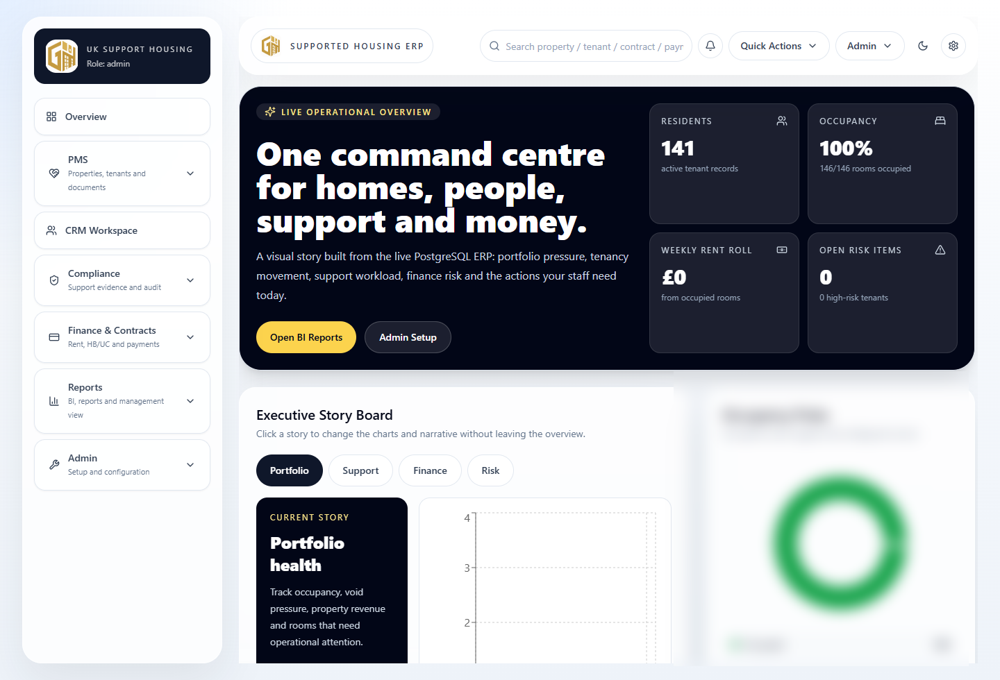 UK SUPPORT HOUSING
Role: admin
Overview
PMS
Properties, tenants and
documents
CRM Workspace
Compliance
Support evidence and audit
Finance & Contracts
Rent, HB/UC and payments
Reports
BI, reports and management
view
Admin
Setup and configuration
SUPPORTED HOUSING ERP
Search property / tenant / contract / payr
Quick Actions
Admin
LIVE OPERATIONAL OVERVIEW
One command centre
for homes, people,
support and money.
A visual story built from the live PostgreSQL ERP: portfolio pressure, tenancy
movement, support workload, finance risk and the actions your staff need
today.
Open BI Reports
Admin Setup
RESIDENTS
141
active tenant records
OCCUPANCY
100%
146/146 rooms occupied
WEEKLY RENT ROLL
£0
from occupied rooms
OPEN RISK ITEMS
0
0 high-risk tenants
Executive Story Board
Click a story to change the charts and narrative without leaving the overview.
Portfolio
Support
Finance
Risk
CURRENT STORY
Portfolio
health
Track occupancy, void
pressure, property revenue
and rooms that need
operational attention.
4
3
2